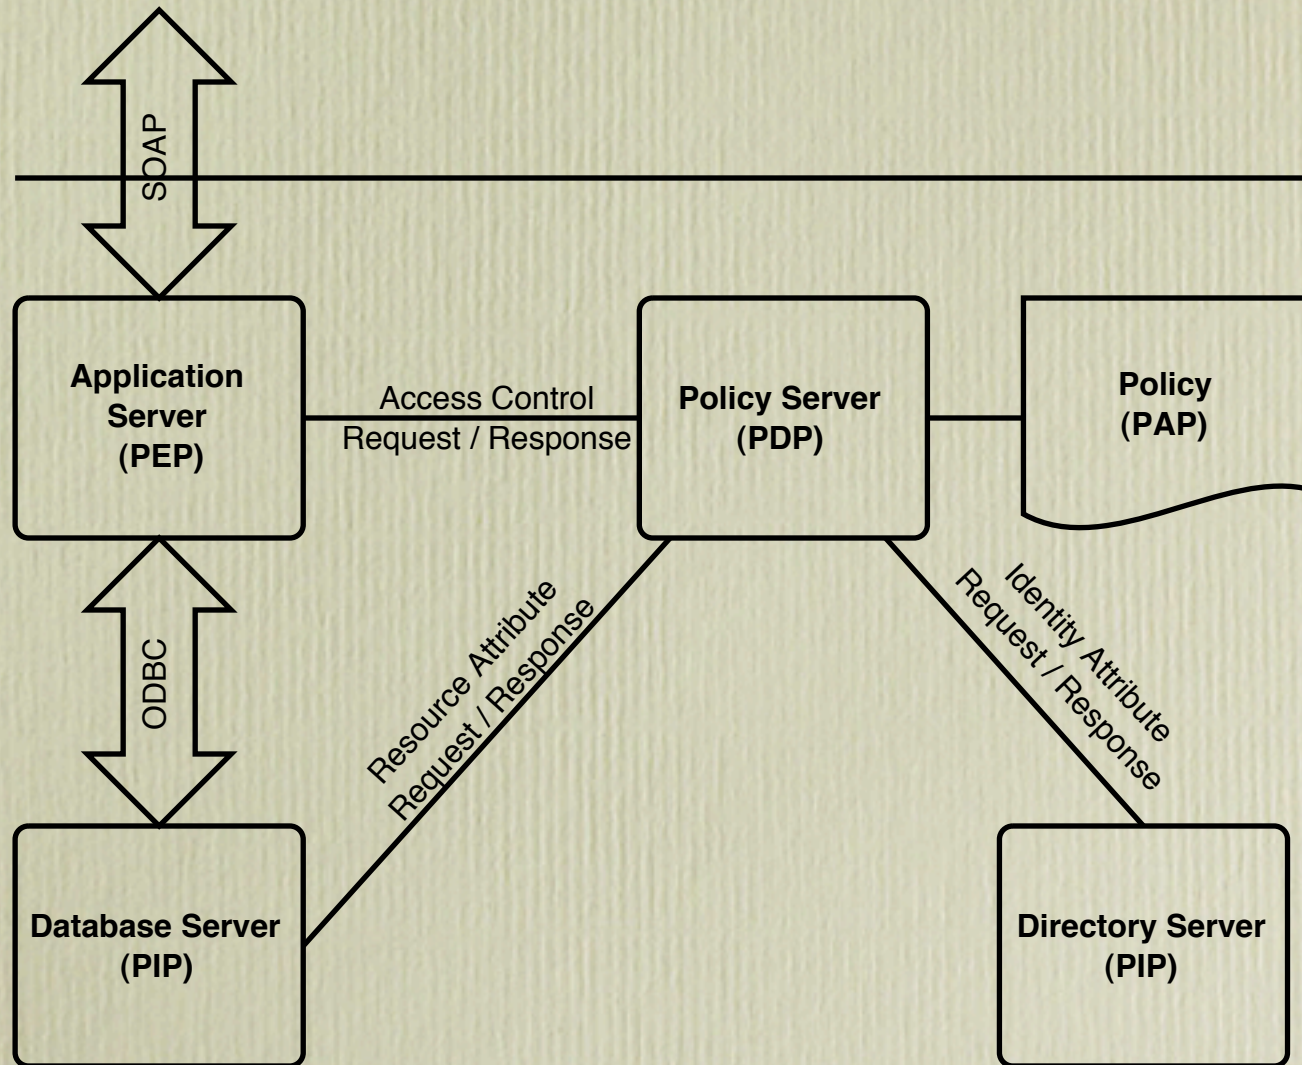 SOAP
Application
Server
(PEP)
Access Control
Request / Response
Policy Server
(PDP)
Policy
(PAP)
ODBC
Resource Attribute
Request / Response
Identity Attribute
Request / Response
Database Server
(PIP)
Directory Server
(PIP)